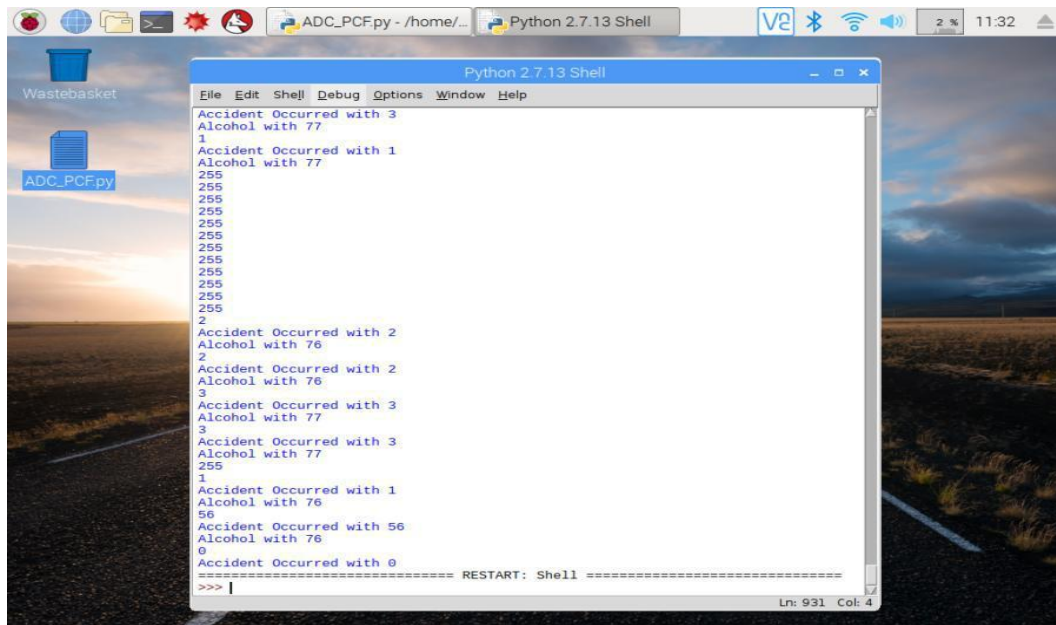 ADC_PCF.py - /home/...
Python 2.7.13 Shell
V2
2 %
11:32
Wastebasket
ADC_PCF.py
Python 2.7.13 Shell
File Edit Shell Debug Options Window Help
Accident Occurred with 3
Alcohol with 77
1
Accident Occurred with 1
Alcohol with 77
255
255
255
255
255
255
255
255
255
255
255
255
2
Accident Occurred with 2
Alcohol with 76
2
Accident Occurred with 2
Alcohol with 76
3
Accident Occurred with 3
Alcohol with 77
3
Accident Occurred with 3
Alcohol with 77
255
1
Accident Occurred with 1
Alcohol with 76
56
Accident Occurred with 56
Alcohol with 76
0
Accident Occurred with 0
=============================== RESTART: Shell ===============================
>>>
Ln: 931 Col: 4